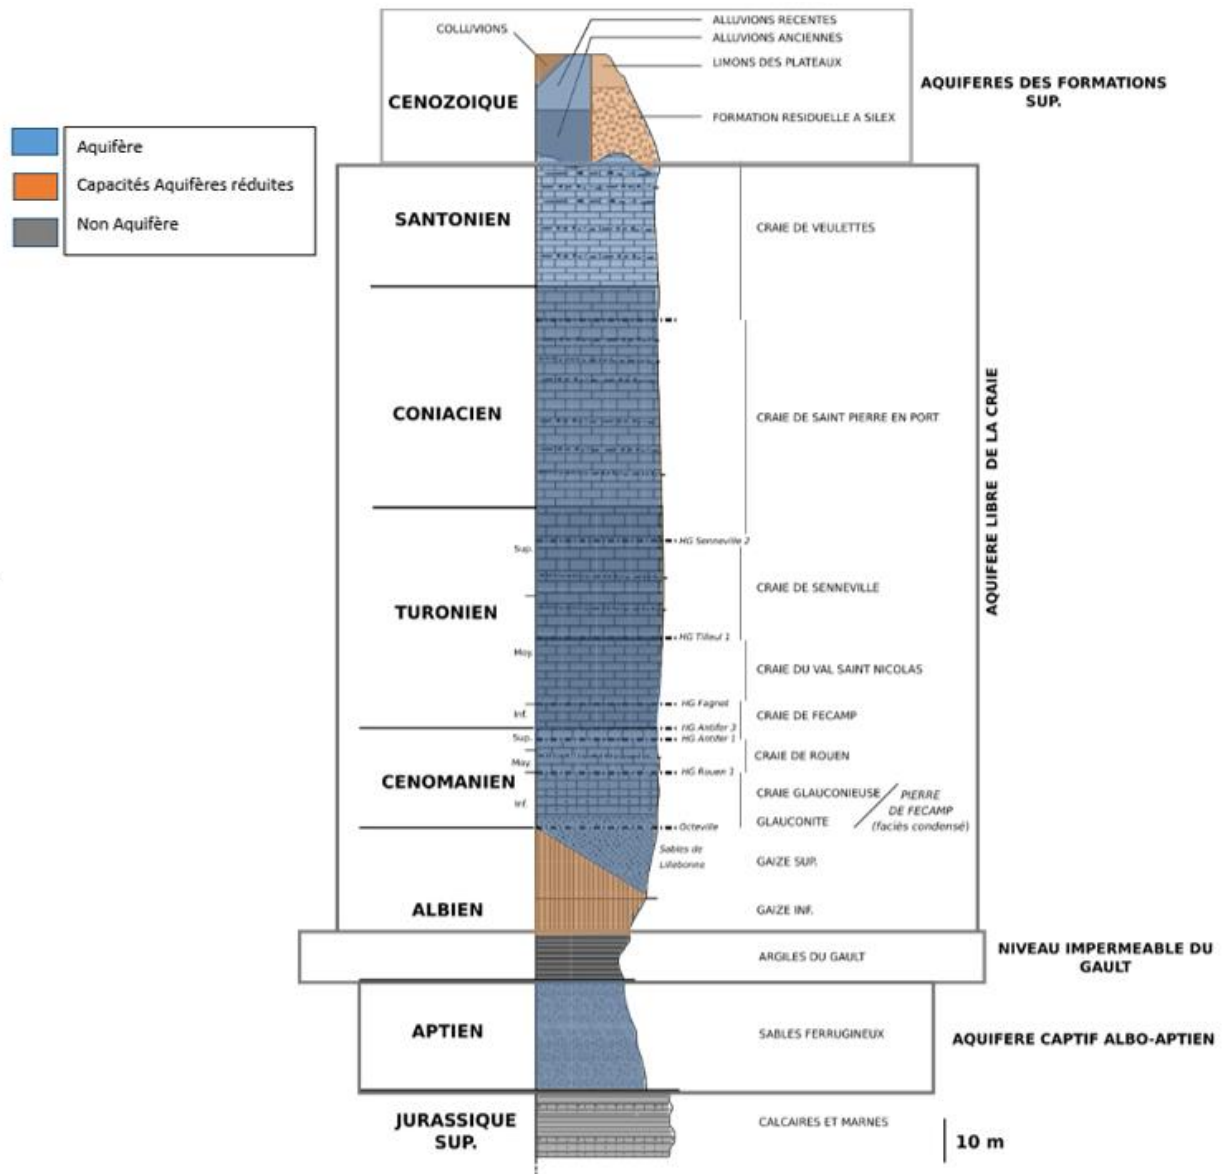 COLLUVIONS
ALLUVIONS RECENTES
ALLUVIONS ANCIENNES
LIMONS DES PLATEAUX
CENOZOIQUE
FORMATION RESIDUELLE A SILEX
AQUIFERES DES FORMATIONS
SUP.
Aquifère
Capacités Aquifères réduites
Non Aquifère
SANTONIEN
CRAIE DE VEULETTES
CONIACIEN
CRAIE DE SAINT PIERRE EN PORT
AQUIFERE LIBRE DE LA CRAIE
Sup.
HG Senneville 2
TURONIEN
CRAIE DE SENNEVILLE
HG Tilleul 1
Moy.
CRAIE DU VAL SAINT NICOLAS
HG Fagnet
Inf.
CRAIE DE FECAMP
HG Antifer 3
Sup.
HG Antifer 1
Moy.
CRAIE DE ROUEN
HG Rouen 1
CENOMANIEN
Inf.
CRAIE GLAUCONIEUSE
PIERRE
DE FECAMP
(faciès condensé)
GLAUCONITE
Octeville
Sables de
Lillebonne
GAIZE SUP.
ALBIEN
GAIZE INF.
ARGILES DU GAULT
NIVEAU IMPERMEABLE DU
GAULT
APTIEN
SABLES FERRUGINEUX
AQUIFERE CAPTIF ALBO-APTIEN
JURASSIQUE
SUP.
CALCAIRES ET MARNES
10 m